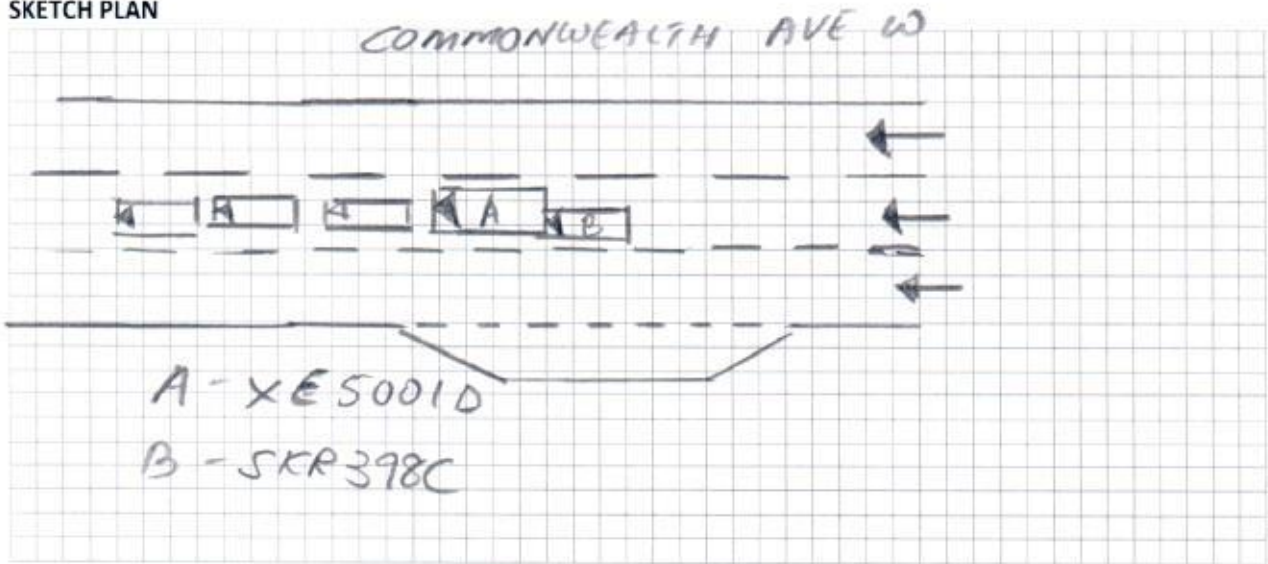 SKETCH PLAN
COMMONWEALTH AVE W
A B
A - XE5001D
B - SKR398C